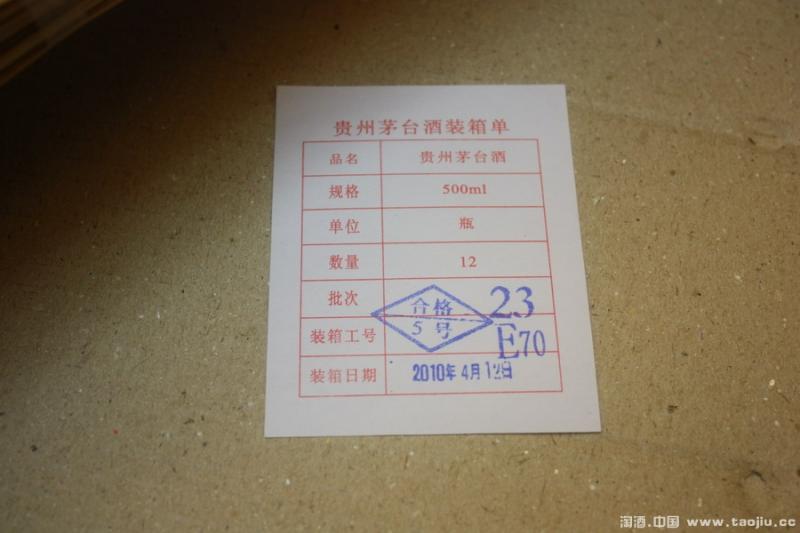 贵州茅台酒装箱单
品名 贵州茅台酒
规格 500ml
单位 瓶
数量 12
批次 23
合格
5号
装箱工号 E70
装箱日期 2010年4月12日
淘酒.中国 www.taojiu.cc